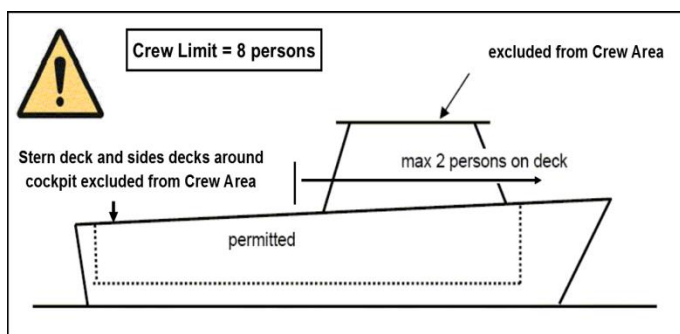 Crew Limit = 8 persons
excluded from Crew Area
Stern deck and sides decks around
cockpit excluded from Crew Area
max 2 persons on deck
permitted